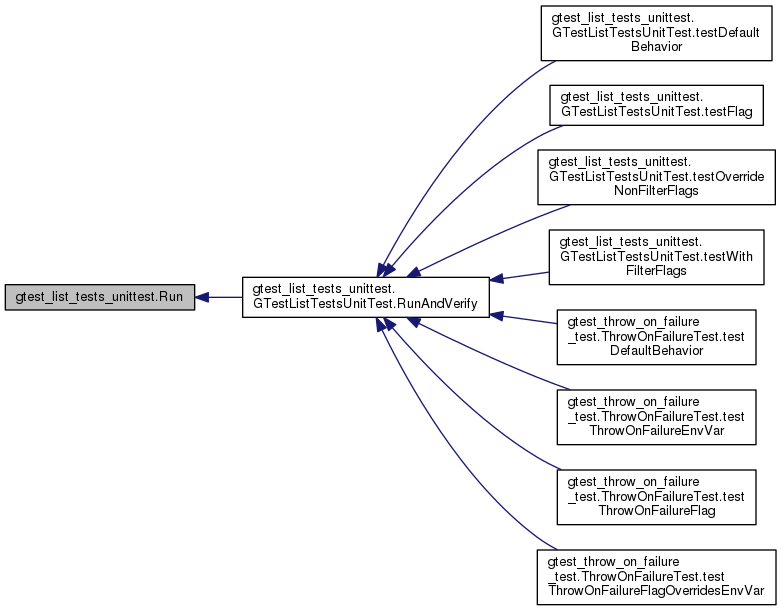 gtest_list_tests_unittest.Run
gtest_list_tests_unittest.
GTestListTestsUnitTest.RunAndVerify
gtest_list_tests_unittest.
GTestListTestsUnitTest.testDefault
Behavior
gtest_list_tests_unittest.
GTestListTestsUnitTest.testFlag
gtest_list_tests_unittest.
GTestListTestsUnitTest.testOverride
NonFilterFlags
gtest_list_tests_unittest.
GTestListTestsUnitTest.testWith
FilterFlags
gtest_throw_on_failure
_test.ThrowOnFailureTest.test
DefaultBehavior
gtest_throw_on_failure
_test.ThrowOnFailureTest.test
ThrowOnFailureEnvVar
gtest_throw_on_failure
_test.ThrowOnFailureTest.test
ThrowOnFailureFlag
gtest_throw_on_failure
_test.ThrowOnFailureTest.test
ThrowOnFailureFlagOverridesEnvVar